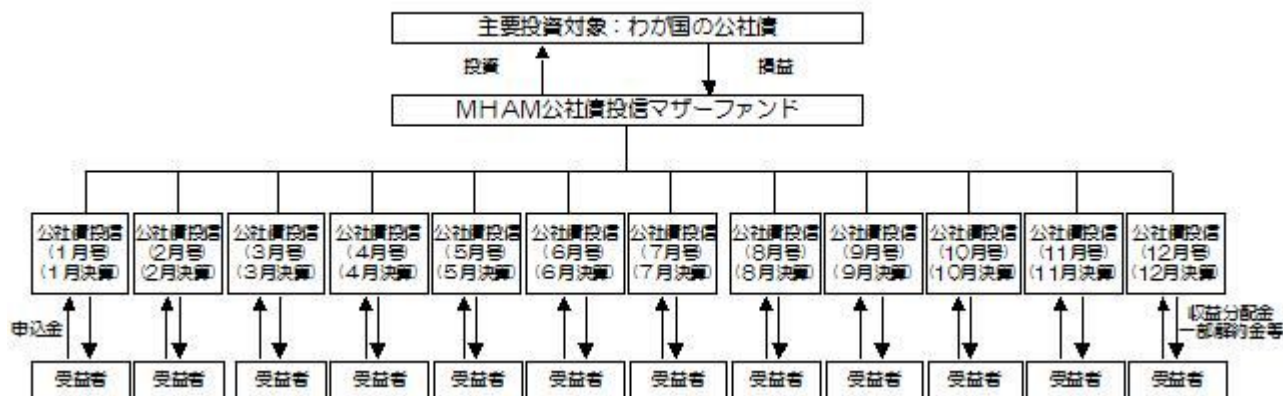 主要投資対象：わが国の公社債
投資
損益
MHAM公社債投信マザーファンド
公社債投信
(1月号)
(1月決算)
公社債投信
(2月号)
(2月決算)
公社債投信
(3月号)
(3月決算)
公社債投信
(4月号)
(4月決算)
公社債投信
(5月号)
(5月決算)
公社債投信
(6月号)
(6月決算)
公社債投信
(7月号)
(7月決算)
公社債投信
(8月号)
(8月決算)
公社債投信
(9月号)
(9月決算)
公社債投信
(10月号)
(10月決算)
公社債投信
(11月号)
(11月決算)
公社債投信
(12月号)
(12月決算)
申込金
収益分配金
一部解約金等
受益者
受益者
受益者
受益者
受益者
受益者
受益者
受益者
受益者
受益者
受益者
受益者